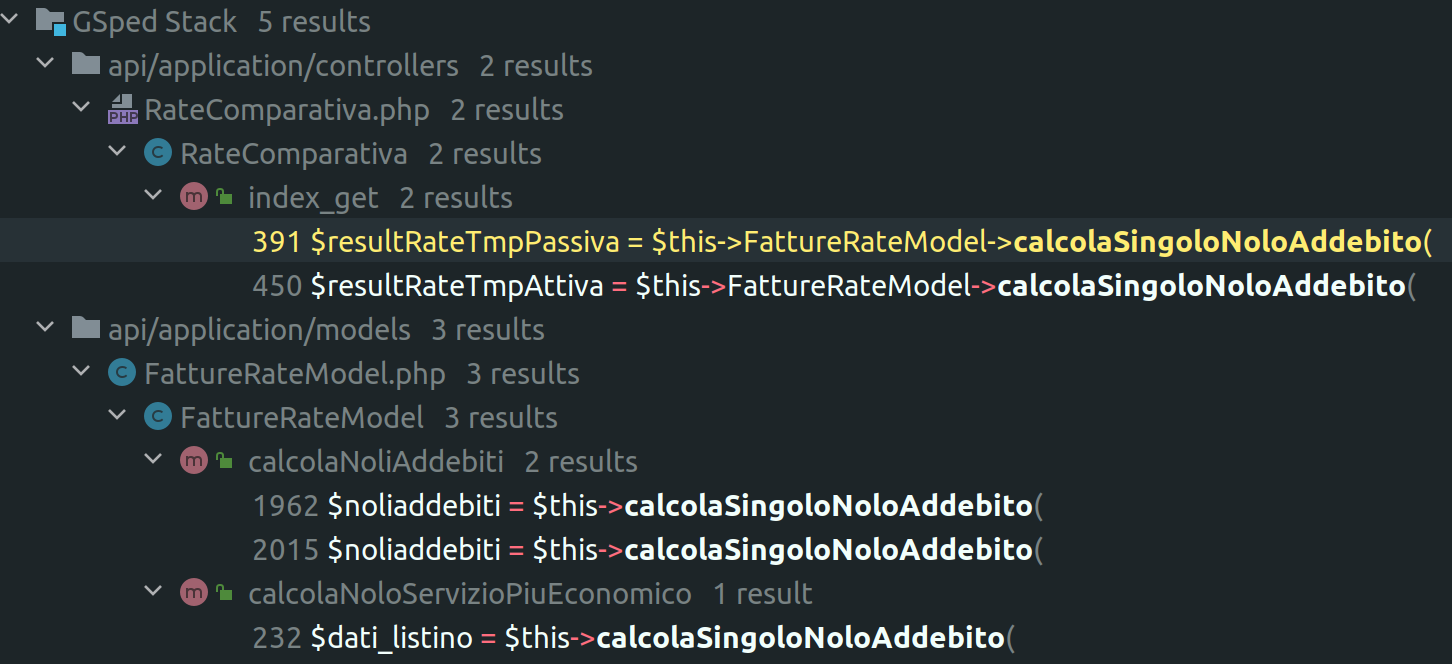 GSped Stack 5 results
api/application/controllers 2 results
PHP RateComparativa.php 2 results
C RateComparativa 2 results
m index_get 2 results
391 $resultRateTmpPassiva = $this->FattureRateModel->calcolaSingoloNoloAddebito(
450 $resultRateTmpAttiva = $this->FattureRateModel->calcolaSingoloNoloAddebito(
api/application/models 3 results
C FattureRateModel.php 3 results
C FattureRateModel 3 results
m calcolaNoliAddebiti 2 results
1962 $noliaddebiti = $this->calcolaSingoloNoloAddebito(
2015 $noliaddebiti = $this->calcolaSingoloNoloAddebito(
m calcolaNoloServizioPiuEconomico 1 result
232 $dati_listino = $this->calcolaSingoloNoloAddebito(